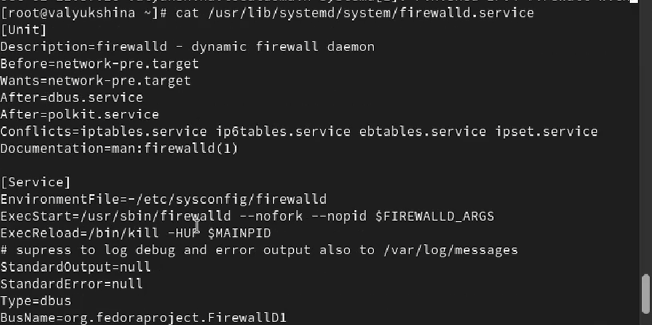 [root@valyukshina ~]# cat /usr/lib/systemd/system/firewalld.service
[Unit]
Description=firewalld - dynamic firewall daemon
Before=network-pre.target
Wants=network-pre.target
After=dbus.service
After=polkit.service
Conflicts=iptables.service ip6tables.service ebtables.service ipset.service
Documentation=man:firewalld(1)
[Service]
EnvironmentFile=-/etc/sysconfig/firewalld
ExecStart=/usr/sbin/firewalld --nofork --nopid $FIREWALLD_ARGS
ExecReload=/bin/kill -HUP $MAINPID
# supress to log debug and error output also to /var/log/messages
StandardOutput=null
StandardError=null
Type=dbus
BusName=org.fedoraproject.FirewallD1